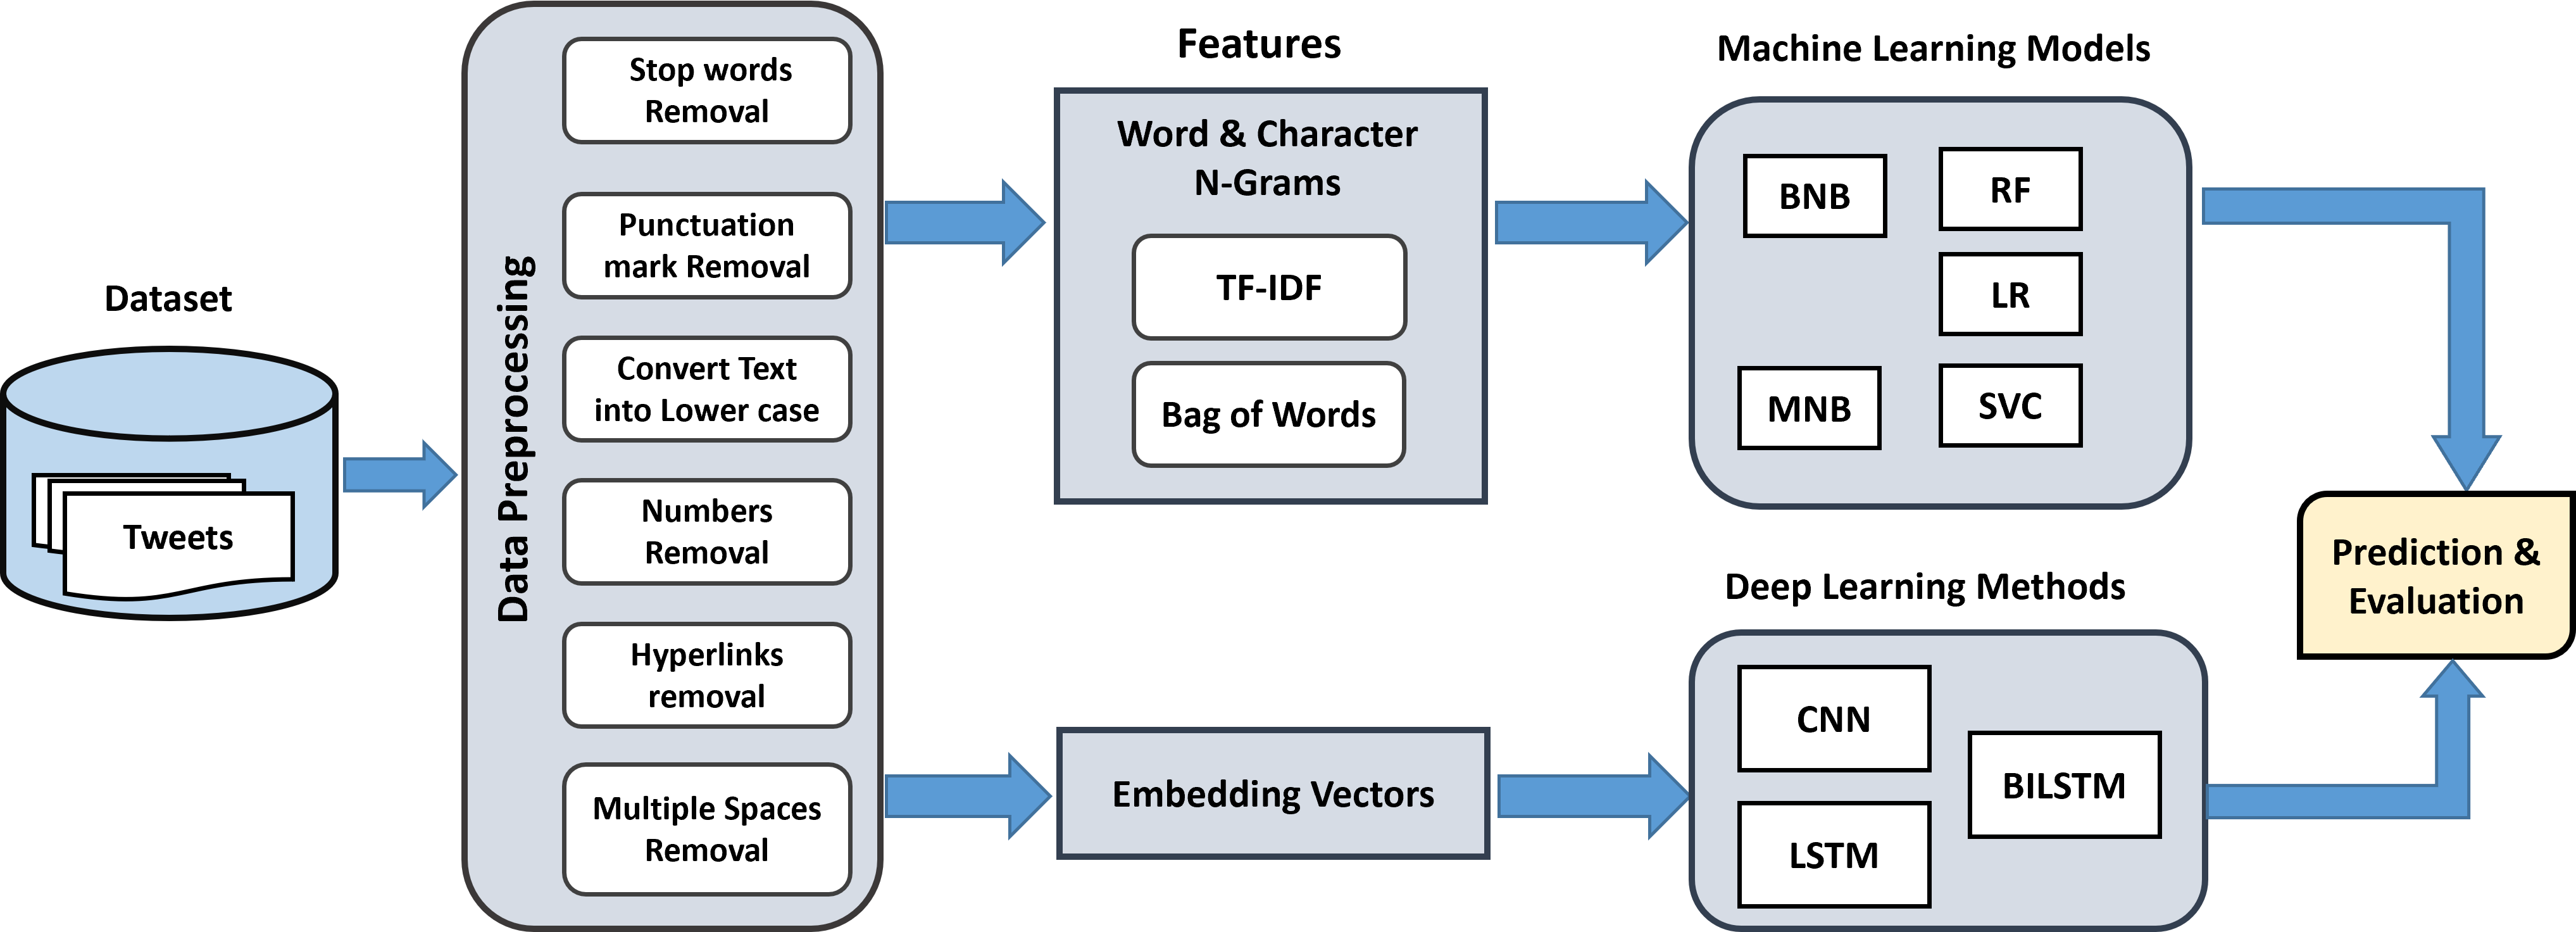 Dataset
Tweets
Data Preprocessing
Stop words
Removal
Punctuation
mark Removal
Convert Text
into Lower case
Numbers
Removal
Hyperlinks
removal
Multiple Spaces
Removal
Features
Word & Character
N-Grams
TF-IDF
Bag of Words
Embedding Vectors
Machine Learning Models
BNB
RF
LR
MNB
SVC
Deep Learning Methods
CNN
BILSTM
LSTM
Prediction &
Evaluation